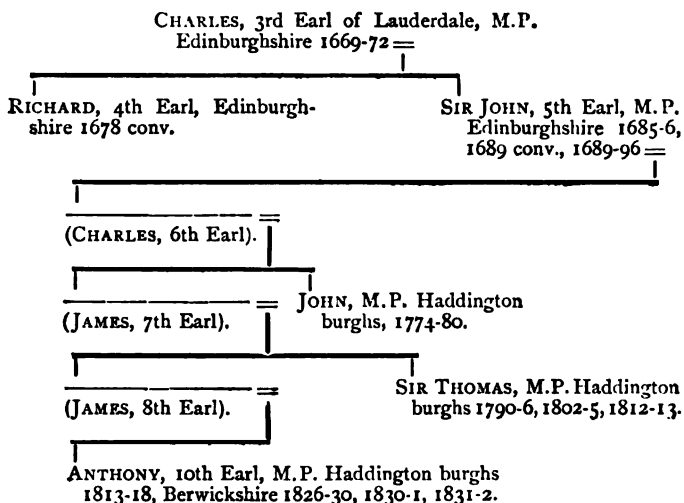 CHARLES, 3rd Earl of Lauderdale, M.P.
Edinburghshire 1669-72 =
RICHARD, 4th Earl, Edinburgh-
shire 1678 conv.
SIR JOHN, 5th Earl, M.P.
Edinburghshire 1685-6,
1689 conv., 1689-96 =
(CHARLES, 6th Earl).
(JAMES, 7th Earl).
JOHN, M.P. Haddington
burghs, 1774-80.
(JAMES, 8th Earl).
SIR THOMAS, M.P. Haddington
burghs 1790-6, 1802-5, 1812-13.
ANTHONY, 10th Earl, M.P. Haddington burghs
1813-18, Berwickshire 1826-30, 1830-1, 1831-2.